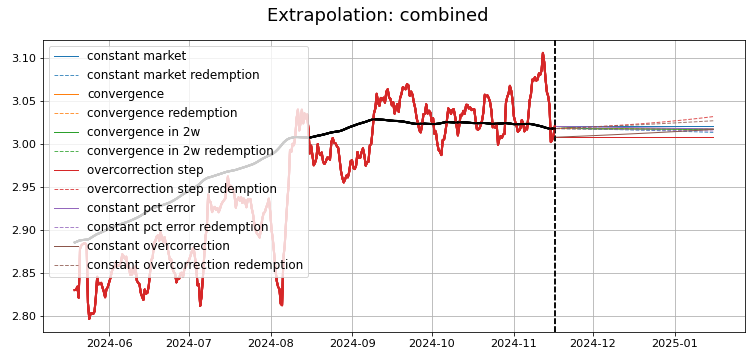 Extrapolation: combined
3.10
3.05
3.00
2.95
2.90
2.85
2.80
constant market
constant market redemption
convergence
convergence redemption
convergence in 2w
convergence in 2w redemption
overcorrection step
overcorrection step redemption
constant pct error
constant pct error redemption
constant overcorrection
constant overcorrection redemption
2024-06 2024-07 2024-08 2024-09 2024-10 2024-11 2024-12 2025-01